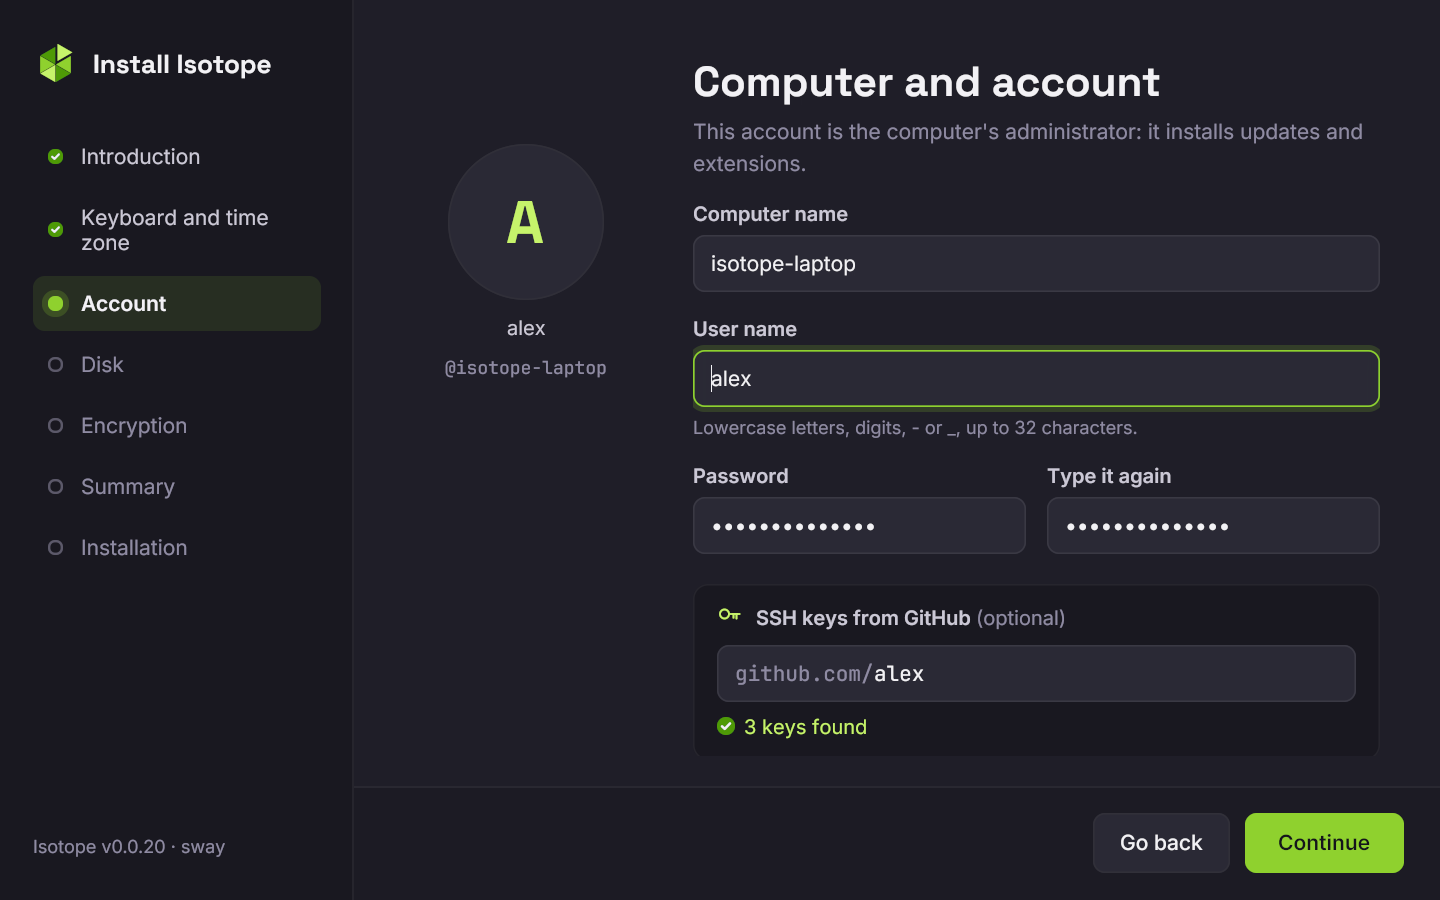 Install Isotope
Introduction
Keyboard and time
zone
Account
Disk
Encryption
Summary
Installation
Isotope v0.0.20 · sway
A
alex
@isotope-laptop
Computer and account
This account is the computer's administrator: it installs updates and
extensions.
Computer name
isotope-laptop
User name
alex
Lowercase letters, digits, - or _, up to 32 characters.
Password
Type it again
••••••••••••••
••••••••••••••
SSH keys from GitHub (optional)
github.com/alex
3 keys found
Go back
Continue